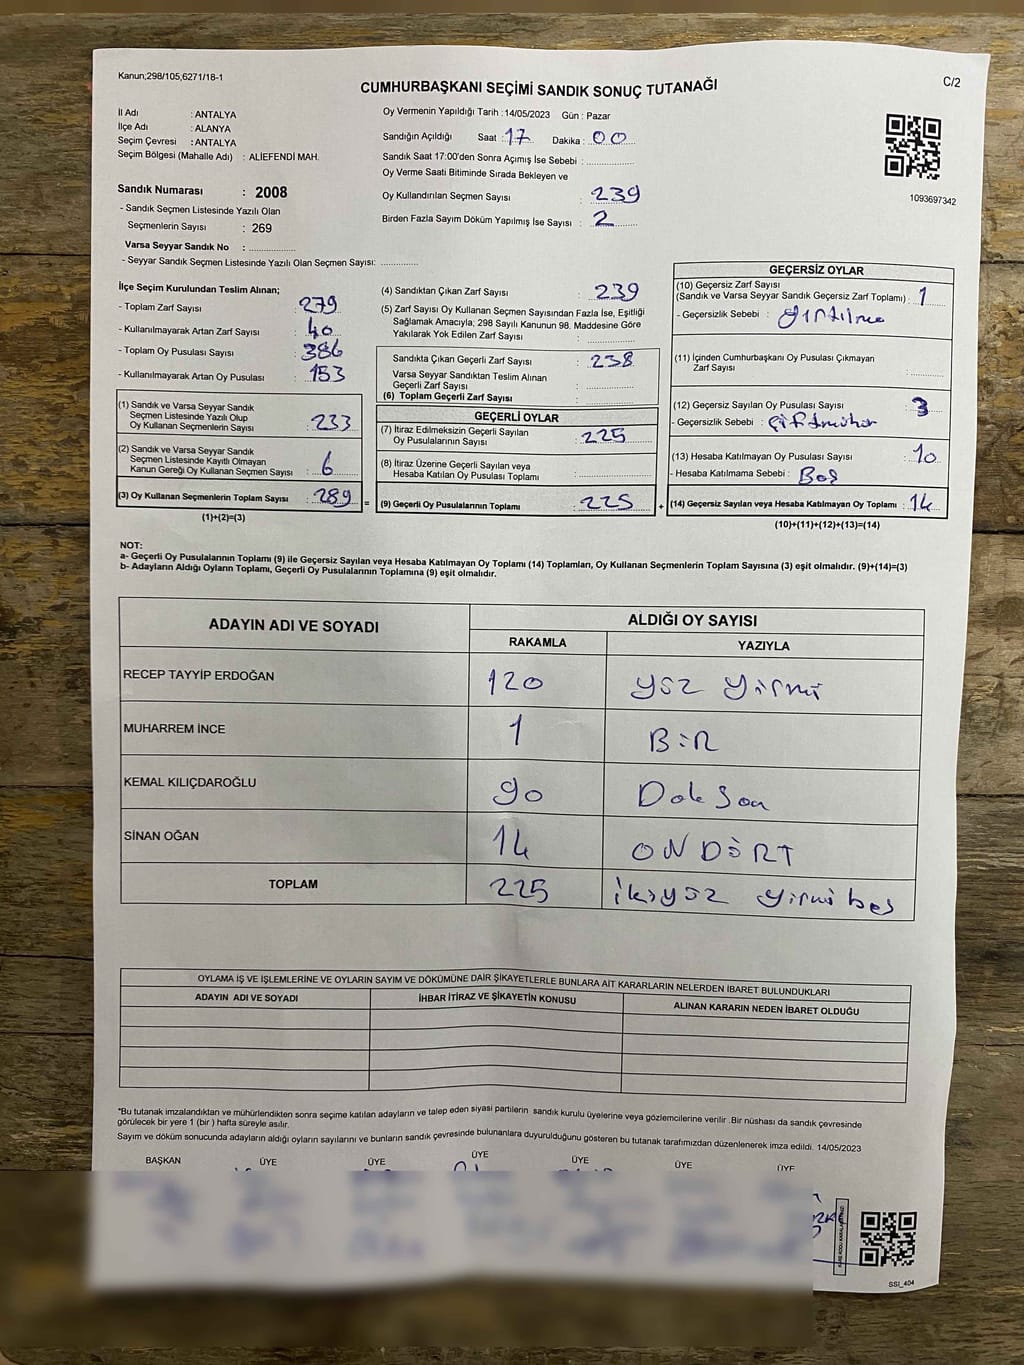 Kanun;298/105,6271/18-1
CUMHURBAŞKANI SEÇİMİ SANDIK SONUÇ TUTANAĞI
C/2
İl Adı : ANTALYA
İlçe Adı : ALANYA
Seçim Çevresi : ANTALYA
Seçim Bölgesi (Mahalle Adı) : ALİEFENDİ MAH.
Oy Vermenin Yapıldığı Tarih : 14/05/2023 Gün : Pazar
Sandığın Açıldığı Saat : 17 Dakika : 00
Sandık Saat 17:00'den Sonra Açımış İse Sebebi : ..............
Oy Verme Saati Bitiminde Sırada Bekleyen ve
Oy Kullandırılan Seçmen Sayısı : 239
Birden Fazla Sayım Döküm Yapılmış İse Sayısı : 2
1093697342
Sandık Numarası : 2008
- Sandık Seçmen Listesinde Yazılı Olan
Seçmenlerin Sayısı : 269
Varsa Seyyar Sandık No : ..............
- Seyyar Sandık Seçmen Listesinde Yazılı Olan Seçmen Sayısı: ............
İlçe Seçim Kurulundan Teslim Alınan;
- Toplam Zarf Sayısı : 279
- Kullanılmayarak Artan Zarf Sayısı : 40
- Toplam Oy Pusulası Sayısı : 386
- Kullanılmayarak Artan Oy Pusulası : 153
(1) Sandık ve Varsa Seyyar Sandık
Seçmen Listesinde Yazılı Olup
Oy Kullanan Seçmenlerin Sayısı : 233
(2) Sandık ve Varsa Seyyar Sandık
Seçmen Listesinde Kayıtlı Olmayan
Kanun Gereği Oy Kullanan Seçmen Sayısı : 6
(3) Oy Kullanan Seçmenlerin Toplam Sayısı : 289 =
(1)+(2)=(3)
(4) Sandıktan Çıkan Zarf Sayısı : 239
(5) Zarf Sayısı Oy Kullanan Seçmen Sayısından Fazla İse, Eşitliği
Sağlamak Amacıyla; 298 Sayılı Kanunun 98. Maddesine Göre
Yakılarak Yok Edilen Zarf Sayısı : ..............
Sandıkta Çıkan Geçerli Zarf Sayısı : 238
Varsa Seyyar Sandıktan Teslim Alınan
Geçerli Zarf Sayısı : ..............
(6) Toplam Geçerli Zarf Sayısı : ..............
GEÇERLİ OYLAR
(7) İtiraz Edilmeksizin Geçerli Sayılan
Oy Pusulalarının Sayısı : 225
(8) İtiraz Üzerine Geçerli Sayılan veya
Hesaba Katılan Oy Pusulası Toplamı : ..............
(9) Geçerli Oy Pusulalarının Toplamı : 225 +
GEÇERSİZ OYLAR
(10) Geçersiz Zarf Sayısı
(Sandık ve Varsa Seyyar Sandık Geçersiz Zarf Toplamı) : 1
- Geçersizlik Sebebi : yırtılma
(11) İçinden Cumhurbaşkanı Oy Pusulası Çıkmayan
Zarf Sayısı : ............
(12) Geçersiz Sayılan Oy Pusulası Sayısı : 3
- Geçersizlik Sebebi : çift mühür
(13) Hesaba Katılmayan Oy Pusulası Sayısı : 10
- Hesaba Katılmama Sebebi : Boş
(14) Geçersiz Sayılan veya Hesaba Katılmayan Oy Toplamı : 14
(10)+(11)+(12)+(13)=(14)
NOT:
a- Geçerli Oy Pusulalarının Toplamı (9) ile Geçersiz Sayılan veya Hesaba Katılmayan Oy Toplamı (14) Toplamları, Oy Kullanan Seçmenlerin Toplam Sayısına (3) eşit olmalıdır. (9)+(14)=(3)
b- Adayların Aldığı Oyların Toplamı, Geçerli Oy Pusulalarının Toplamına (9) eşit olmalıdır.
ADAYIN ADI VE SOYADI
ALDIĞI OY SAYISI
RAKAMLA YAZIYLA
RECEP TAYYİP ERDOĞAN 120 yüz yirmi
MUHARREM İNCE 1 BİR
KEMAL KILIÇDAROĞLU 90 Doksan
SİNAN OĞAN 14 ONDÖRT
TOPLAM 225 ikiyüz yirmi beş
OYLAMA İŞ VE İŞLEMLERİNE VE OYLARIN SAYIM VE DÖKÜMÜNE DAİR ŞİKAYETLERLE BUNLARA AİT KARARLARIN NELERDEN İBARET BULUNDUKLARI
ADAYIN ADI VE SOYADI İHBAR İTİRAZ VE ŞİKAYETİN KONUSU ALINAN KARARIN NEDEN İBARET OLDUĞU
*Bu tutanak imzalandıktan ve mühürlendikten sonra seçime katılan adayların ve talep eden siyasi partilerin sandık kurulu üyelerine veya gözlemcilerine verilir .Bir nüshası da sandık çevresinde
görülecek bir yere 1 (bir ) hafta süreyle asılır.
Sayım ve döküm sonucunda adayların aldığı oyların sayılarını ve bunların sandık çevresinde bulunanlara duyurulduğunu gösteren bu tutanak tarafımızdan düzenlenerek imza edildi. 14/05/2023
BAŞKAN ÜYE ÜYE ÜYE ÜYE ÜYE ÜYE
SSI_404